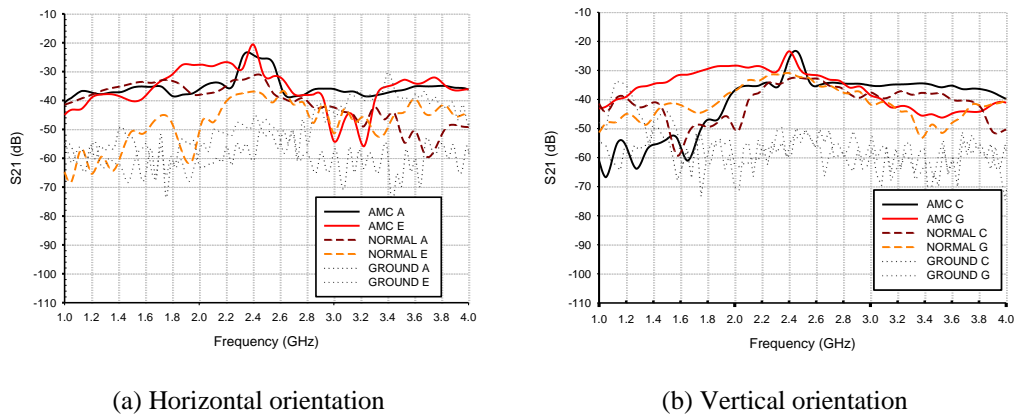 -10
-20
-30
-40
-50
-60
-70
-80
-90
-100
-110
S21 (dB)
AMC A
AMC E
NORMAL A
NORMAL E
GROUND A
GROUND E
1.0 1.2 1.4 1.6 1.8 2.0 2.2 2.4 2.6 2.8 3.0 3.2 3.4 3.6 3.8 4.0
Frequency (GHz)
(a) Horizontal orientation
-10
-20
-30
-40
-50
-60
-70
-80
-90
-100
-110
S21 (dB)
AMC C
AMC G
NORMAL C
NORMAL G
GROUND C
GROUND G
1.0 1.2 1.4 1.6 1.8 2.0 2.2 2.4 2.6 2.8 3.0 3.2 3.4 3.6 3.8 4.0
Frequency (GHz)
(b) Vertical orientation